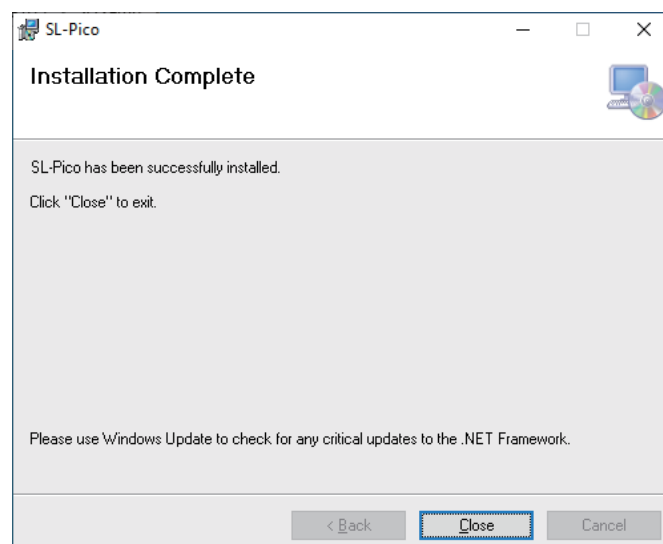 SL-Pico
Installation Complete
SL-Pico has been successfully installed.
Click "Close" to exit.
Please use Windows Update to check for any critical updates to the .NET Framework.
< Back
Close
Cancel